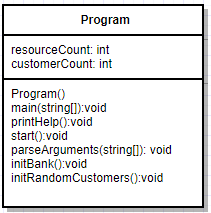 Program
resourceCount: int
customerCount: int
Program()
main(string[]):void
printHelp():void
start():void
parseArguments(string[]): void
initBank():void
initRandomCustomers():void